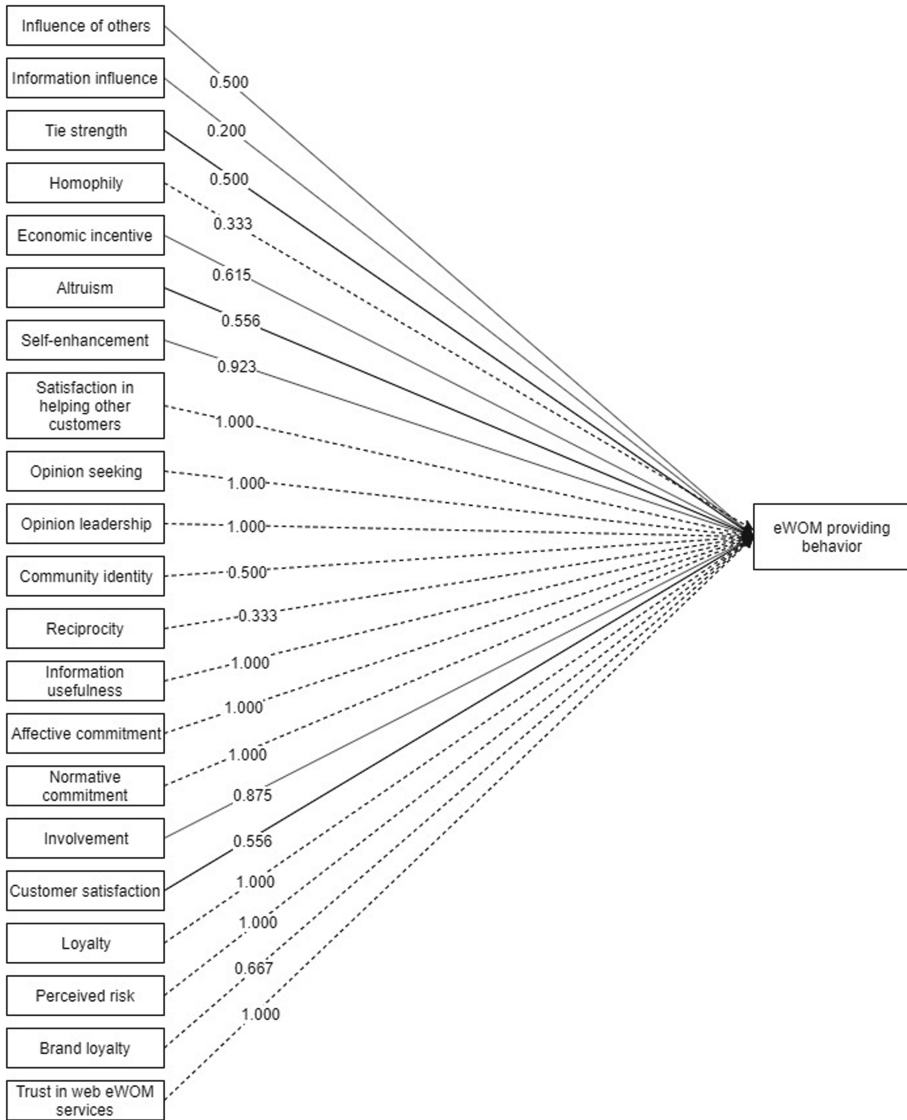 Influence of others
0.500
Information influence
0.200
Tie strength
0.500
Homophily
0.333
Economic incentive
0.615
Altruism
0.556
Self-enhancement
0.923
Satisfaction in
helping other
customers
1.000
Opinion seeking
1.000
Opinion leadership
1.000
eWOM providing
behavior
Community identity
0.500
Reciprocity
0.333
Information
usefulness
1.000
Affective commitment
1.000
Normative
commitment
1.000
Involvement
0.875
Customer satisfaction
0.556
Loyalty
1.000
Perceived risk
1.000
Brand loyalty
0.667
Trust in web eWOM
services
1.000